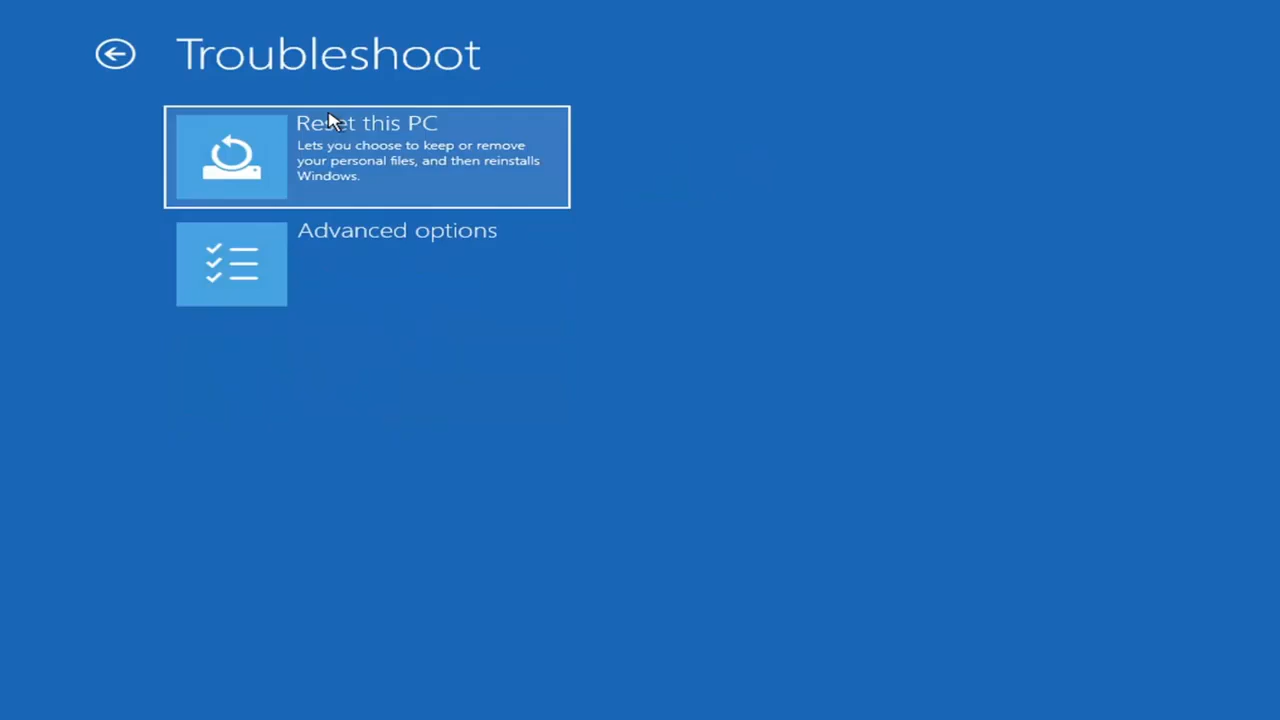 Troubleshoot
Reset this PC
Lets you choose to keep or remove
your personal files, and then reinstalls
Windows.
Advanced options